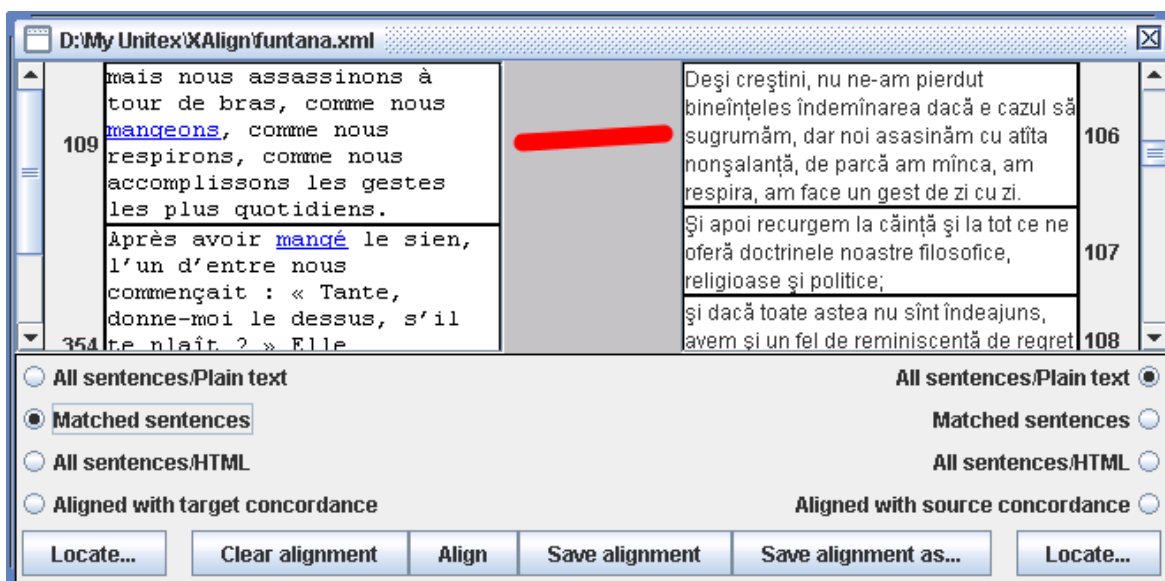 D:\My Unitex\XAlign\funtana.xml
mais nous assassinons à
tour de bras, comme nous
mangeons, comme nous
109
respirons, comme nous
accomplissons les gestes
les plus quotidiens.
Après avoir mangé le sien,
l'un d'entre nous
commençait : « Tante,
donne-moi le dessus, s'il
354
te plaît ? » Elle
Deşi creştini, nu ne-am pierdut
bineînţeles îndemînarea dacă e cazul să
sugrumăm, dar noi asasinăm cu atîta
106
nonşalanţă, de parcă am mînca, am
respira, am face un gest de zi cu zi.
Şi apoi recurgem la căinţă şi la tot ce ne
oferă doctrinele noastre filosofice,
107
religioase şi politice;
şi dacă toate astea nu sînt îndeajuns,
avem şi un fel de reminiscentă de regret
108
All sentences/Plain text
All sentences/Plain text
Matched sentences
Matched sentences
All sentences/HTML
All sentences/HTML
Aligned with target concordance
Aligned with source concordance
Locate...
Clear alignment
Align
Save alignment
Save alignment as...
Locate...